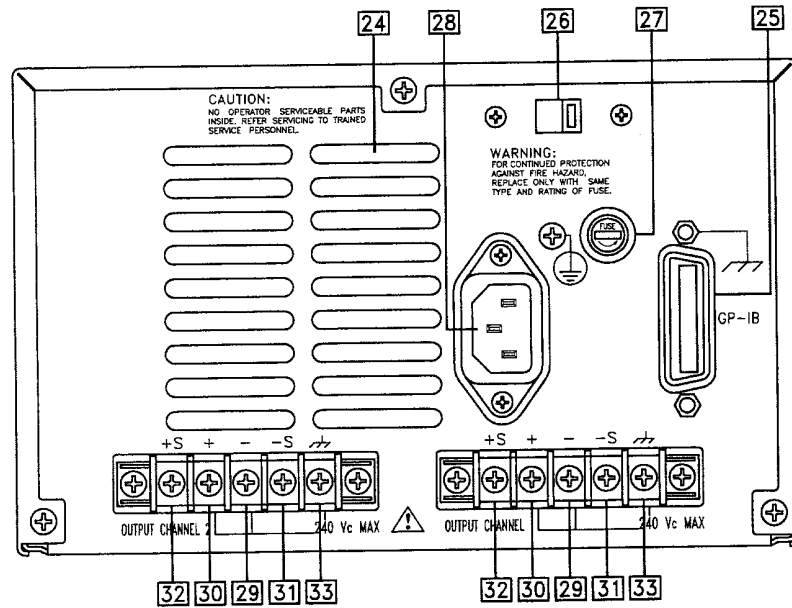 24 28 26 27 25
CAUTION:
NO OPERATOR SERVICEABLE PARTS
INSIDE. REFER SERVICING TO TRAINED
SERVICE PERSONNEL.
WARNING:
FOR CONTINUED PROTECTION
AGAINST FIRE HAZARD,
REPLACE ONLY WITH SAME
TYPE AND RATING OF FUSE.
FUSE
GP-IB
+S + - -S
+S + - -S
OUTPUT CHANNEL 2 240 Vc MAX
OUTPUT CHANNEL 240 Vc MAX
32 30 29 31 33
32 30 29 31 33